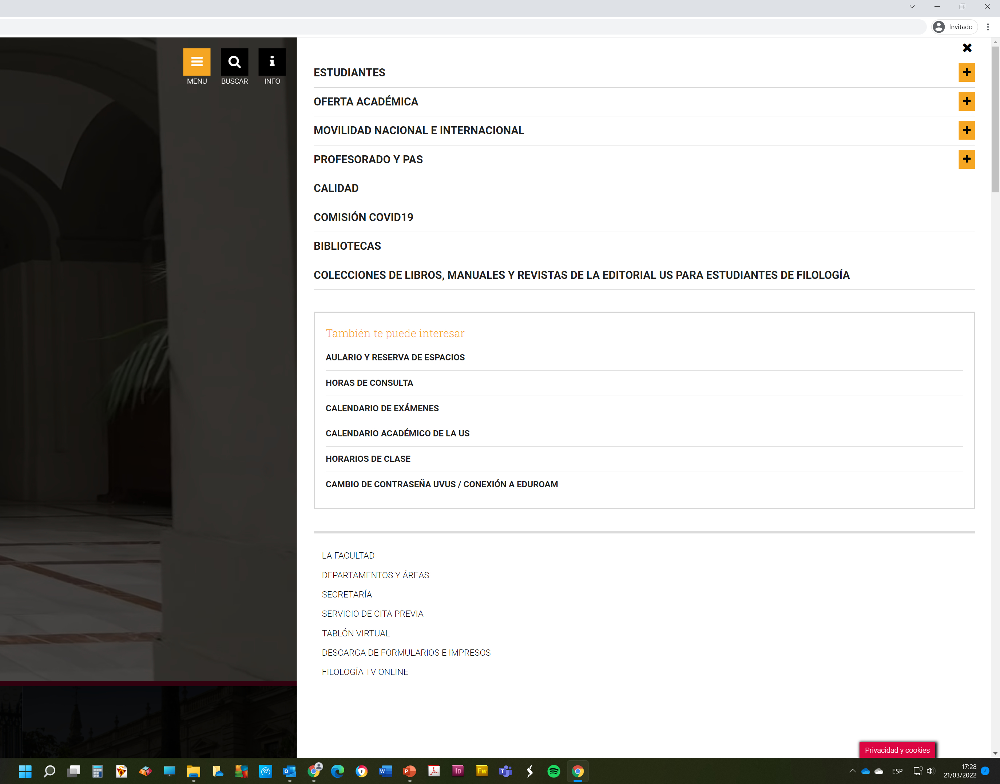 Invitado
MENU
BUSCAR
INFO
ESTUDIANTES
OFERTA ACADÉMICA
MOVILIDAD NACIONAL E INTERNACIONAL
PROFESORADO Y PAS
CALIDAD
COMISIÓN COVID19
BIBLIOTECAS
COLECCIONES DE LIBROS, MANUALES Y REVISTAS DE LA EDITORIAL US PARA ESTUDIANTES DE FILOLOGÍA
También te puede interesar
AULARIO Y RESERVA DE ESPACIOS
HORAS DE CONSULTA
CALENDARIO DE EXÁMENES
CALENDARIO ACADÉMICO DE LA US
HORARIOS DE CLASE
CAMBIO DE CONTRASEÑA UVUS / CONEXIÓN A EDUROAM
LA FACULTAD
DEPARTAMENTOS Y ÁREAS
SECRETARÍA
SERVICIO DE CITA PREVIA
TABLÓN VIRTUAL
DESCARGA DE FORMULARIOS E IMPRESOS
FILOLOGÍA TV ONLINE
Privacidad y cookies
ESP
17:28
21/03/2022
2